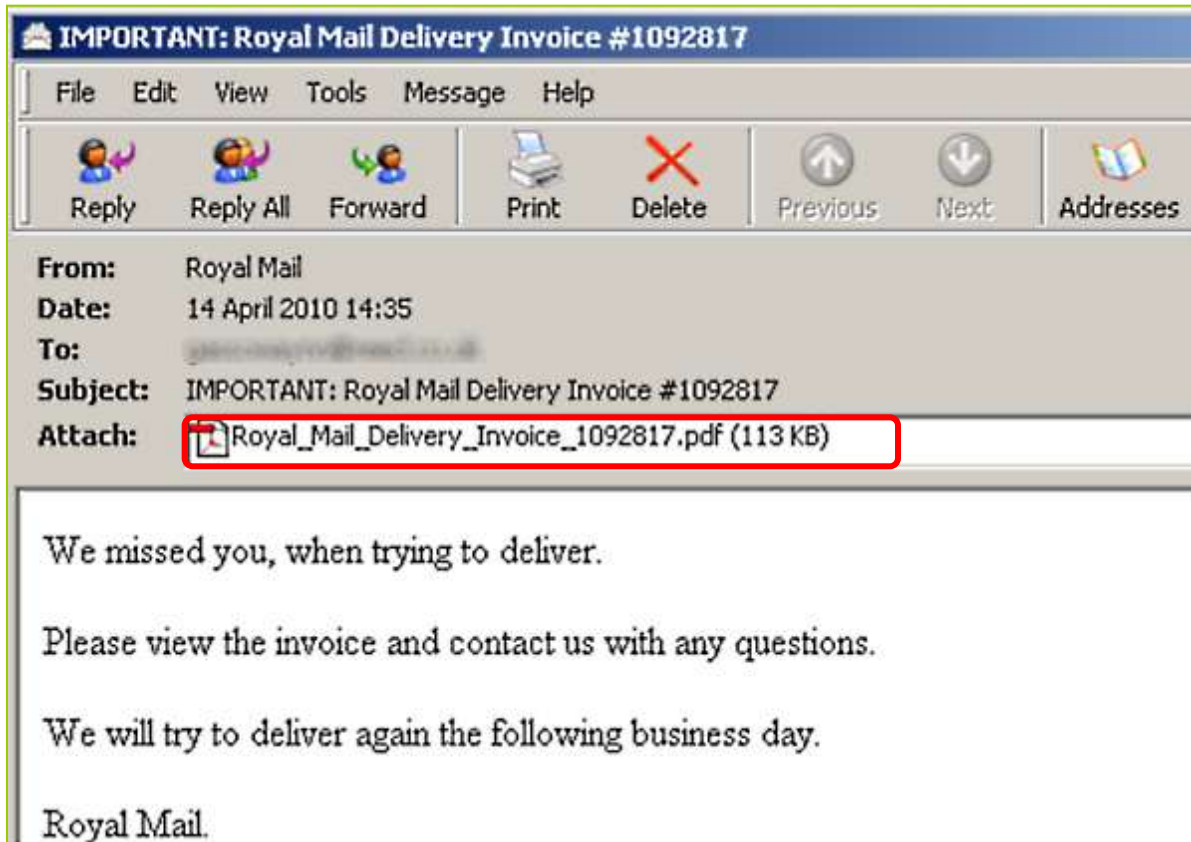 IMPORTANT: Royal Mail Delivery Invoice #1092817
File Edit View Tools Message Help
Reply Reply All Forward Print Delete Previous Next Addresses
From: Royal Mail
Date: 14 April 2010 14:35
To:
Subject: IMPORTANT: Royal Mail Delivery Invoice #1092817
Attach: Royal_Mail_Delivery_Invoice_1092817.pdf (113 KB)
We missed you, when trying to deliver.
Please view the invoice and contact us with any questions.
We will try to deliver again the following business day.
Royal Mail.